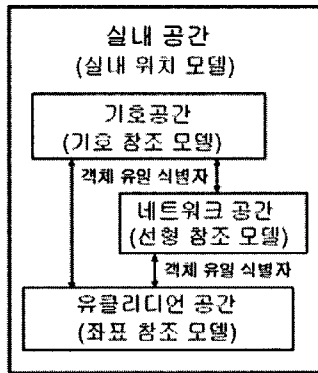 실내 공간
(실내 위치 모델)
기호공간
(기호 참조 모델)
객체 유일 식별자
네트워크 공간
(선형 참조 모델)
객체 유일 식별자
유클리디언 공간
(좌표 참조 모델)